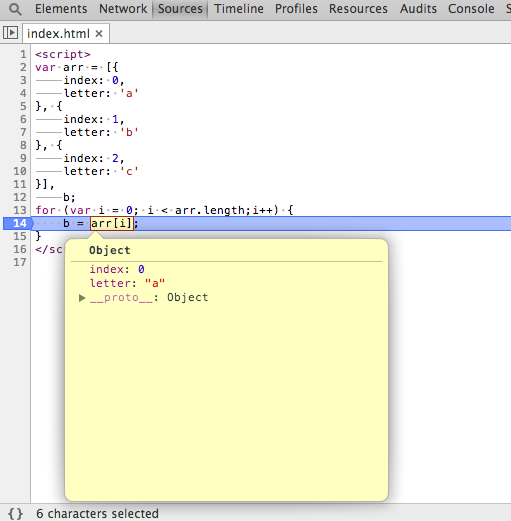 Elements Network Sources Timeline Profiles Resources Audits Console
index.html ×
1 <script>
2 var arr = [{
3 index: 0,
4 letter: 'a'
5 }, {
6 index: 1,
7 letter: 'b'
8 }, {
9 index: 2,
10 letter: 'c'
11 }],
12 b;
13 for (var i = 0; i < arr.length;i++) {
14 b = arr[i];
15 }
16 </sc
17
Object
index: 0
letter: "a"
▶ __proto__: Object
{} 6 characters selected